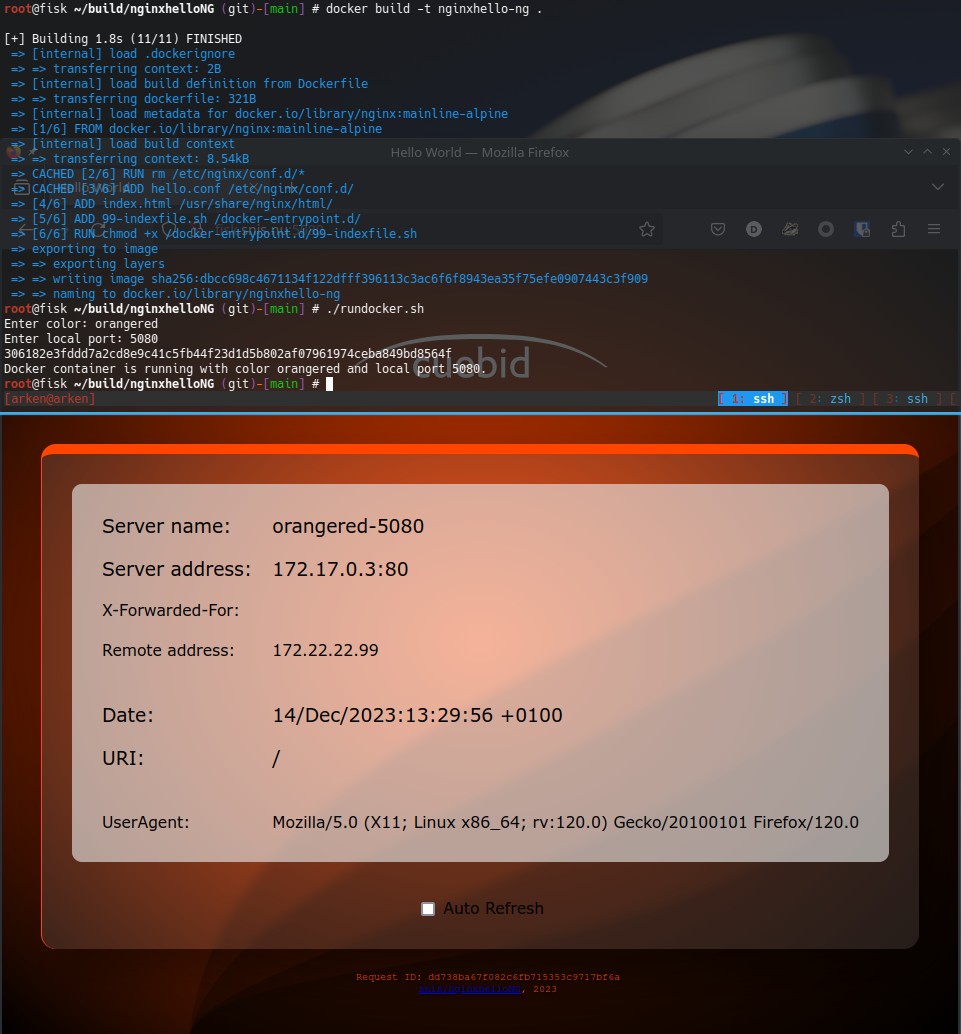 root@fisk ~/build/nginxhelloNG (git)-[main] # docker build -t nginxhello-ng .
[+] Building 1.8s (11/11) FINISHED
=> [internal] load .dockerignore
=> => transferring context: 2B
=> [internal] load build definition from Dockerfile
=> => transferring dockerfile: 321B
=> [internal] load metadata for docker.io/library/nginx:mainline-alpine
=> [1/6] FROM docker.io/library/nginx:mainline-alpine
=> [internal] load build context
Hello World — Mozilla Firefox
=> => transferring context: 8.54kB
=> CACHED [2/6] RUN rm /etc/nginx/conf.d/*
=> CACHED [3/6] ADD hello.conf /etc/nginx/conf.d/
=> [4/6] ADD index.html /usr/share/nginx/html/
=> [5/6] ADD 99-indexfile.sh /docker-entrypoint.d/
=> [6/6] RUN chmod +x /docker-entrypoint.d/99-indexfile.sh
=> exporting to image
=> => exporting layers
=> => writing image sha256:dbcc698c4671134f122dfff396113c3ac6f6f8943ea35f75efe0907443c3f909
=> => naming to docker.io/library/nginxhello-ng
root@fisk ~/build/nginxhelloNG (git)-[main] # ./rundocker.sh
Enter color: orangered
Enter local port: 5080
306182e3fddd7a2cd8e9c41c5fb44f23d1d5b802af07961974ceba849bd8564f
cuebid
Docker container is running with color orangered and local port 5080.
root@fisk ~/build/nginxhelloNG (git)-[main] #
[arken@arken] [ 1: ssh ] [ 2: zsh ] [ 3: ssh ] [
Server name: orangered-5080
Server address: 172.17.0.3:80
X-Forwarded-For:
Remote address: 172.22.22.99
Date: 14/Dec/2023:13:29:56 +0100
URI: /
UserAgent: Mozilla/5.0 (X11; Linux x86_64; rv:120.0) Gecko/20100101 Firefox/120.0
Auto Refresh
Request ID: dd738ba67f082c6fb715353c9717bf6a
, 2023